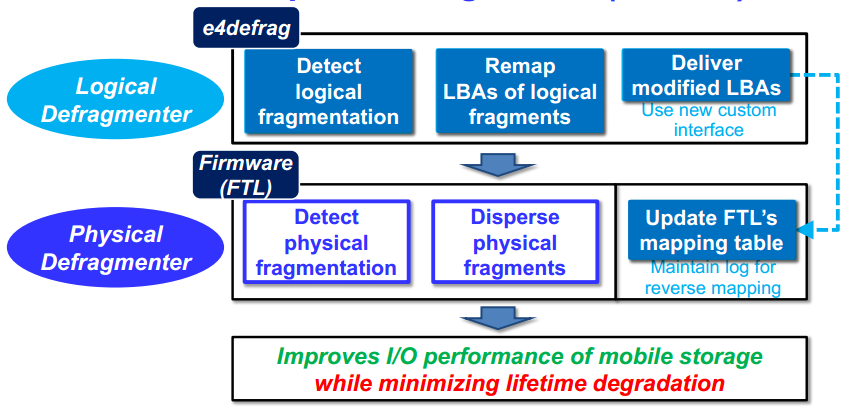 e4defrag
Logical
Defragmenter
Detect
logical
fragmentation
Remap
LBAs of logical
fragments
Deliver
modified LBAs
Use new custom
interface
Firmware
(FTL)
Physical
Defragmenter
Detect
physical
fragmentation
Disperse
physical
fragments
Update FTL's
mapping table
Maintain log for
reverse mapping
Improves I/O performance of mobile storage
while minimizing lifetime degradation